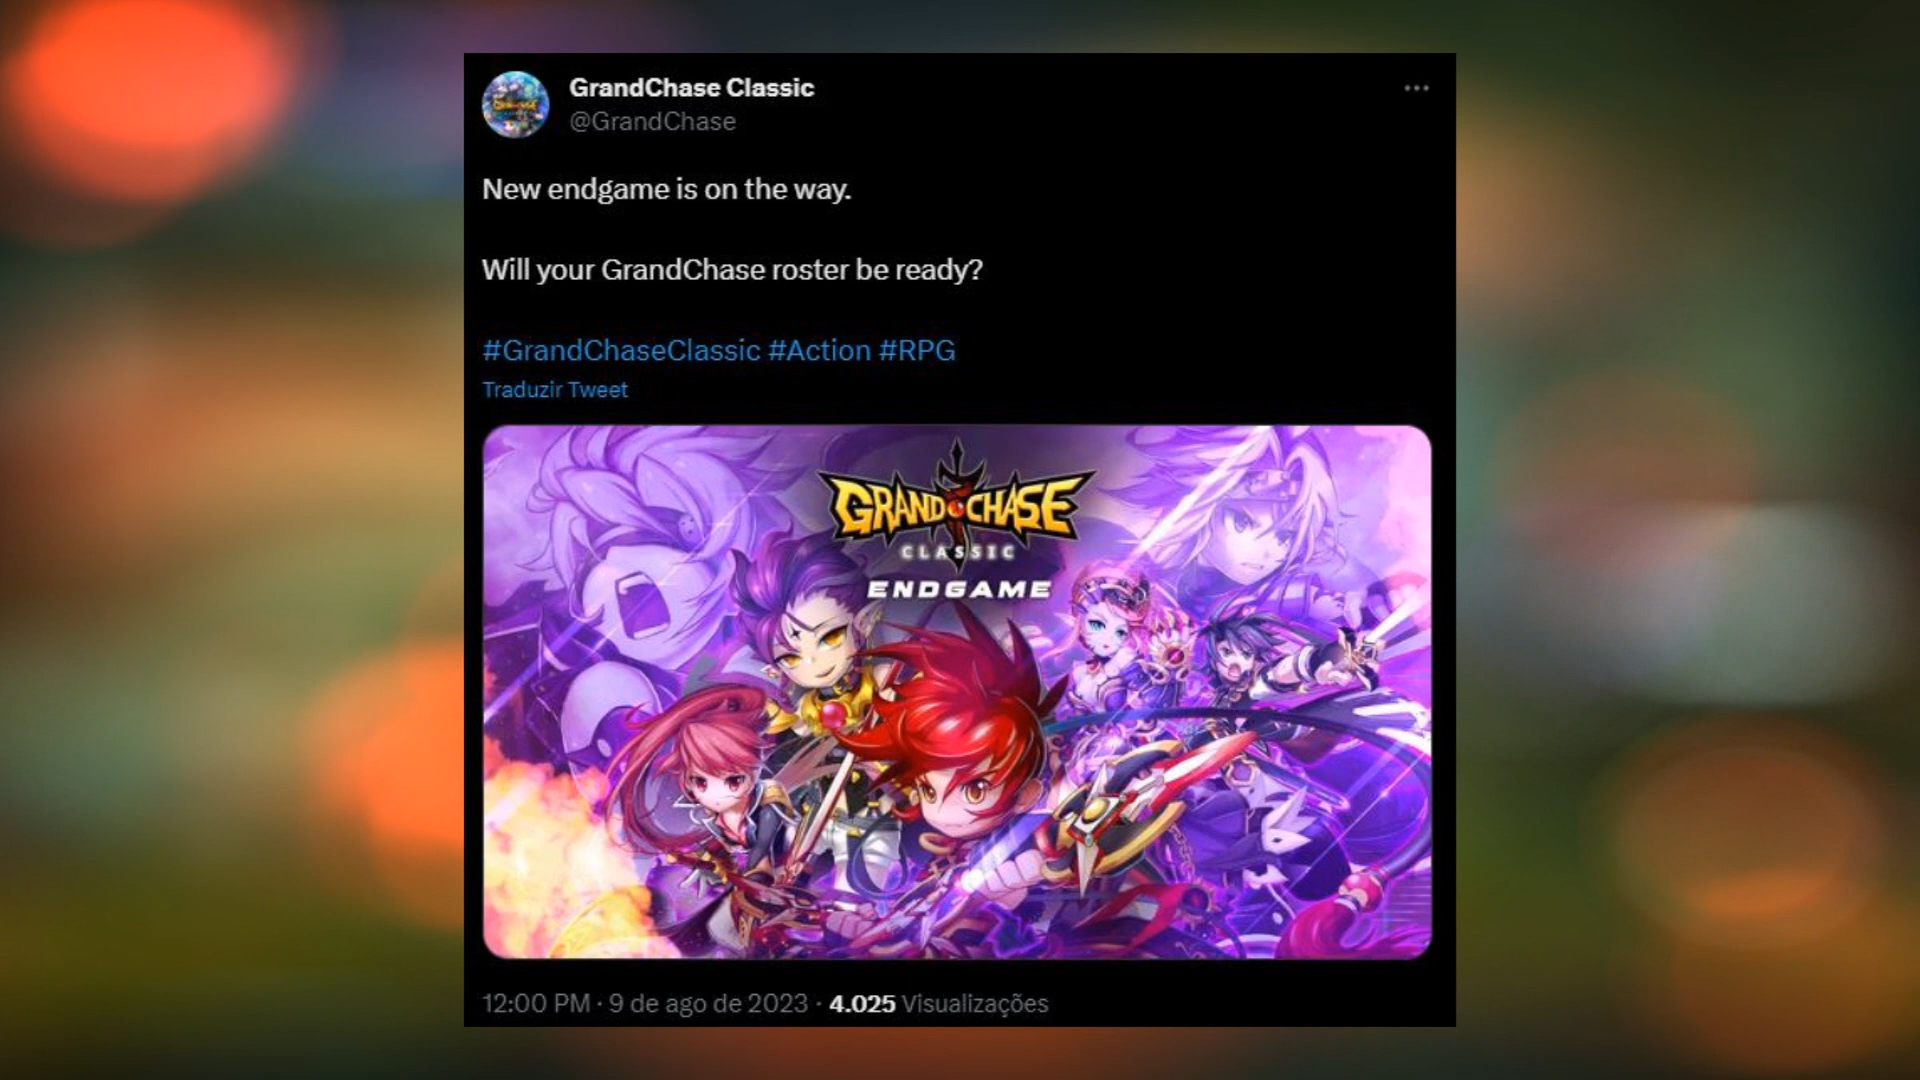 GrandChase Classic
@GrandChase
New endgame is on the way.
Will your GrandChase roster be ready?
#GrandChaseClassic #Action #RPG
Traduzir Tweet
GRAND CHASE
CLASSIC
ENDGAME
12:00 PM · 9 de ago de 2023 · 4.025 Visualizações